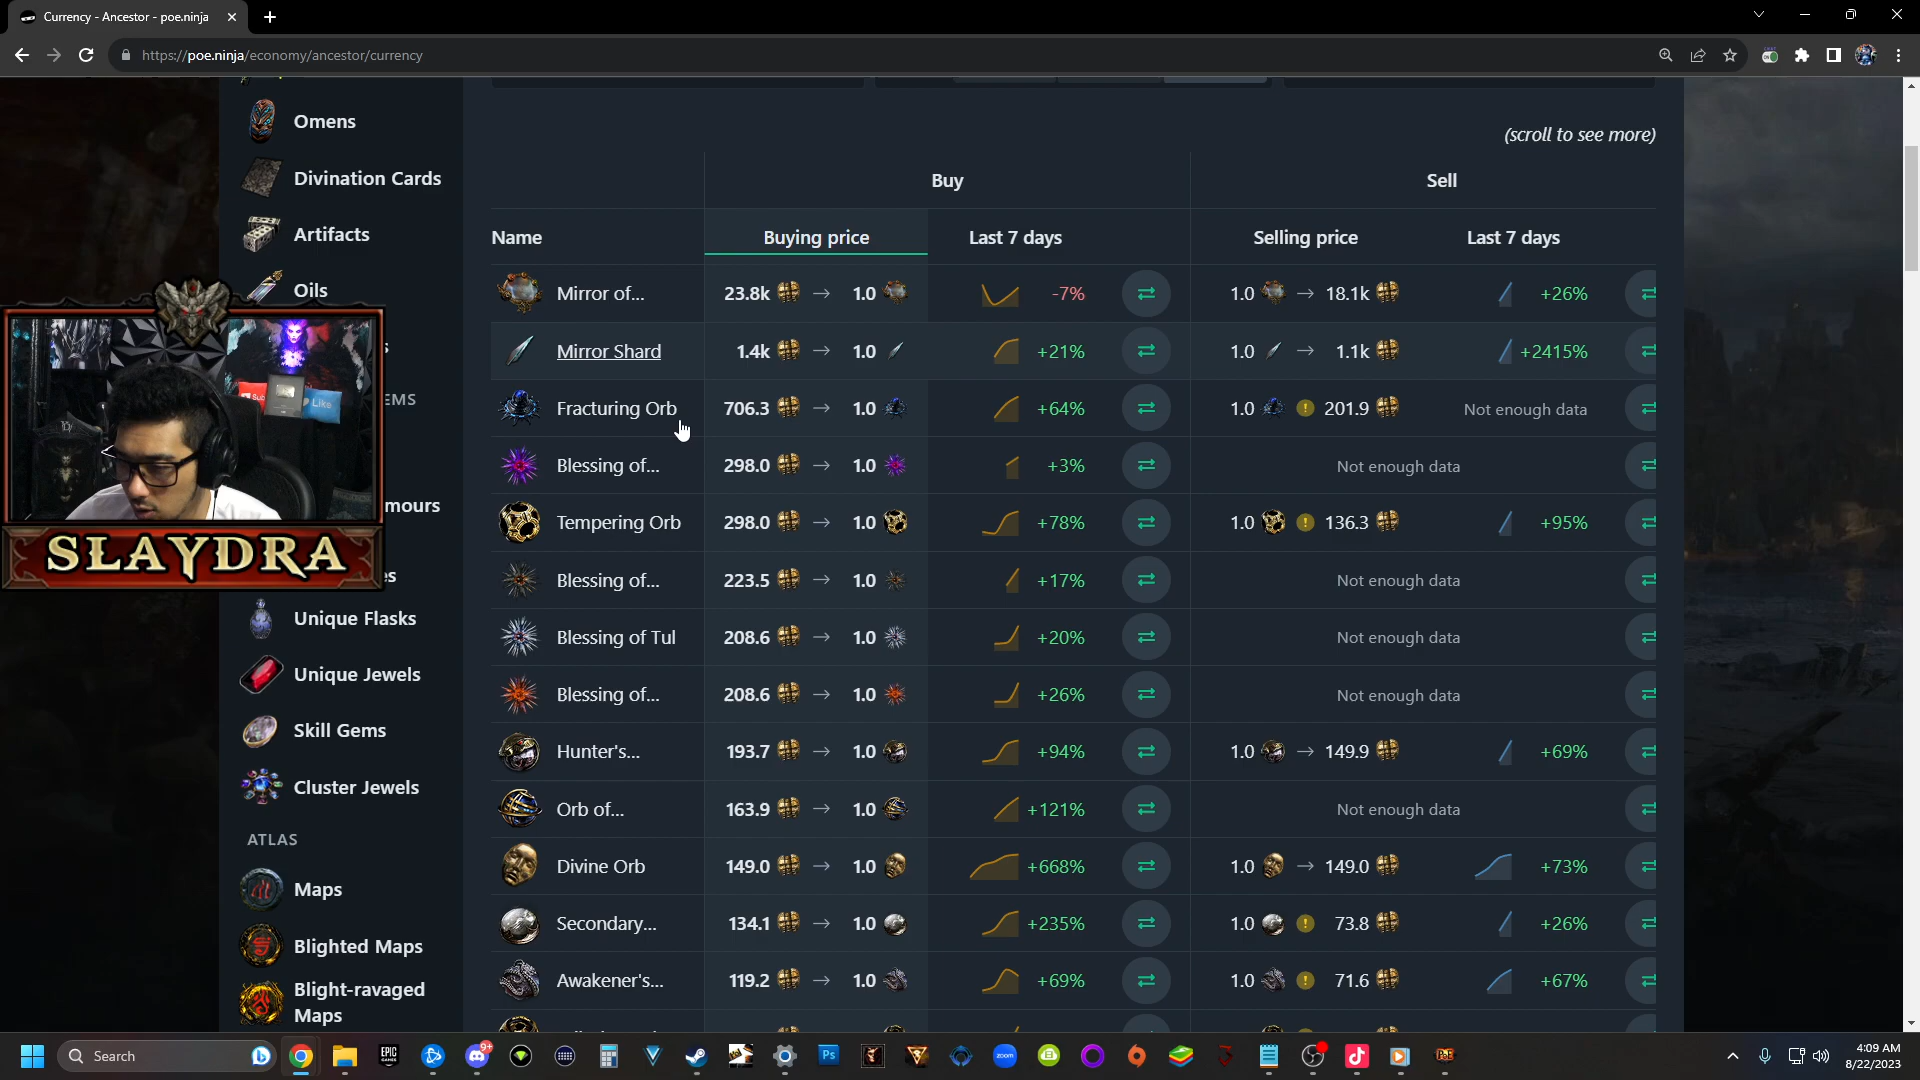 Currency - Ancestor - poe.ninja
https://poe.ninja/economy/ancestor/currency
Omens
Divination Cards
Artifacts
Oils
s
EMS
mours
es
Unique Flasks
Unique Jewels
Skill Gems
Cluster Jewels
ATLAS
Maps
Blighted Maps
Blight-ravaged
Maps
SLAYDRA
Sub
Like
(scroll to see more)
Buy Sell
Name Buying price Last 7 days Selling price Last 7 days
Mirror of... 23.8k → 1.0 -7% 1.0 → 18.1k +26%
Mirror Shard 1.4k → 1.0 +21% 1.0 → 1.1k +2415%
Fracturing Orb 706.3 → 1.0 +64% 1.0 201.9 Not enough data
Blessing of... 298.0 → 1.0 +3% Not enough data
Tempering Orb 298.0 → 1.0 +78% 1.0 136.3 +95%
Blessing of... 223.5 → 1.0 +17% Not enough data
Blessing of Tul 208.6 → 1.0 +20% Not enough data
Blessing of... 208.6 → 1.0 +26% Not enough data
Hunter's... 193.7 → 1.0 +94% 1.0 → 149.9 +69%
Orb of... 163.9 → 1.0 +121% Not enough data
Divine Orb 149.0 → 1.0 +668% 1.0 → 149.0 +73%
Secondary... 134.1 → 1.0 +235% 1.0 73.8 +26%
Awakener's... 119.2 → 1.0 +69% 1.0 71.6 +67%
Search
EPIC GAMES
9+
Ps
zoom
4:09 AM
8/22/2023